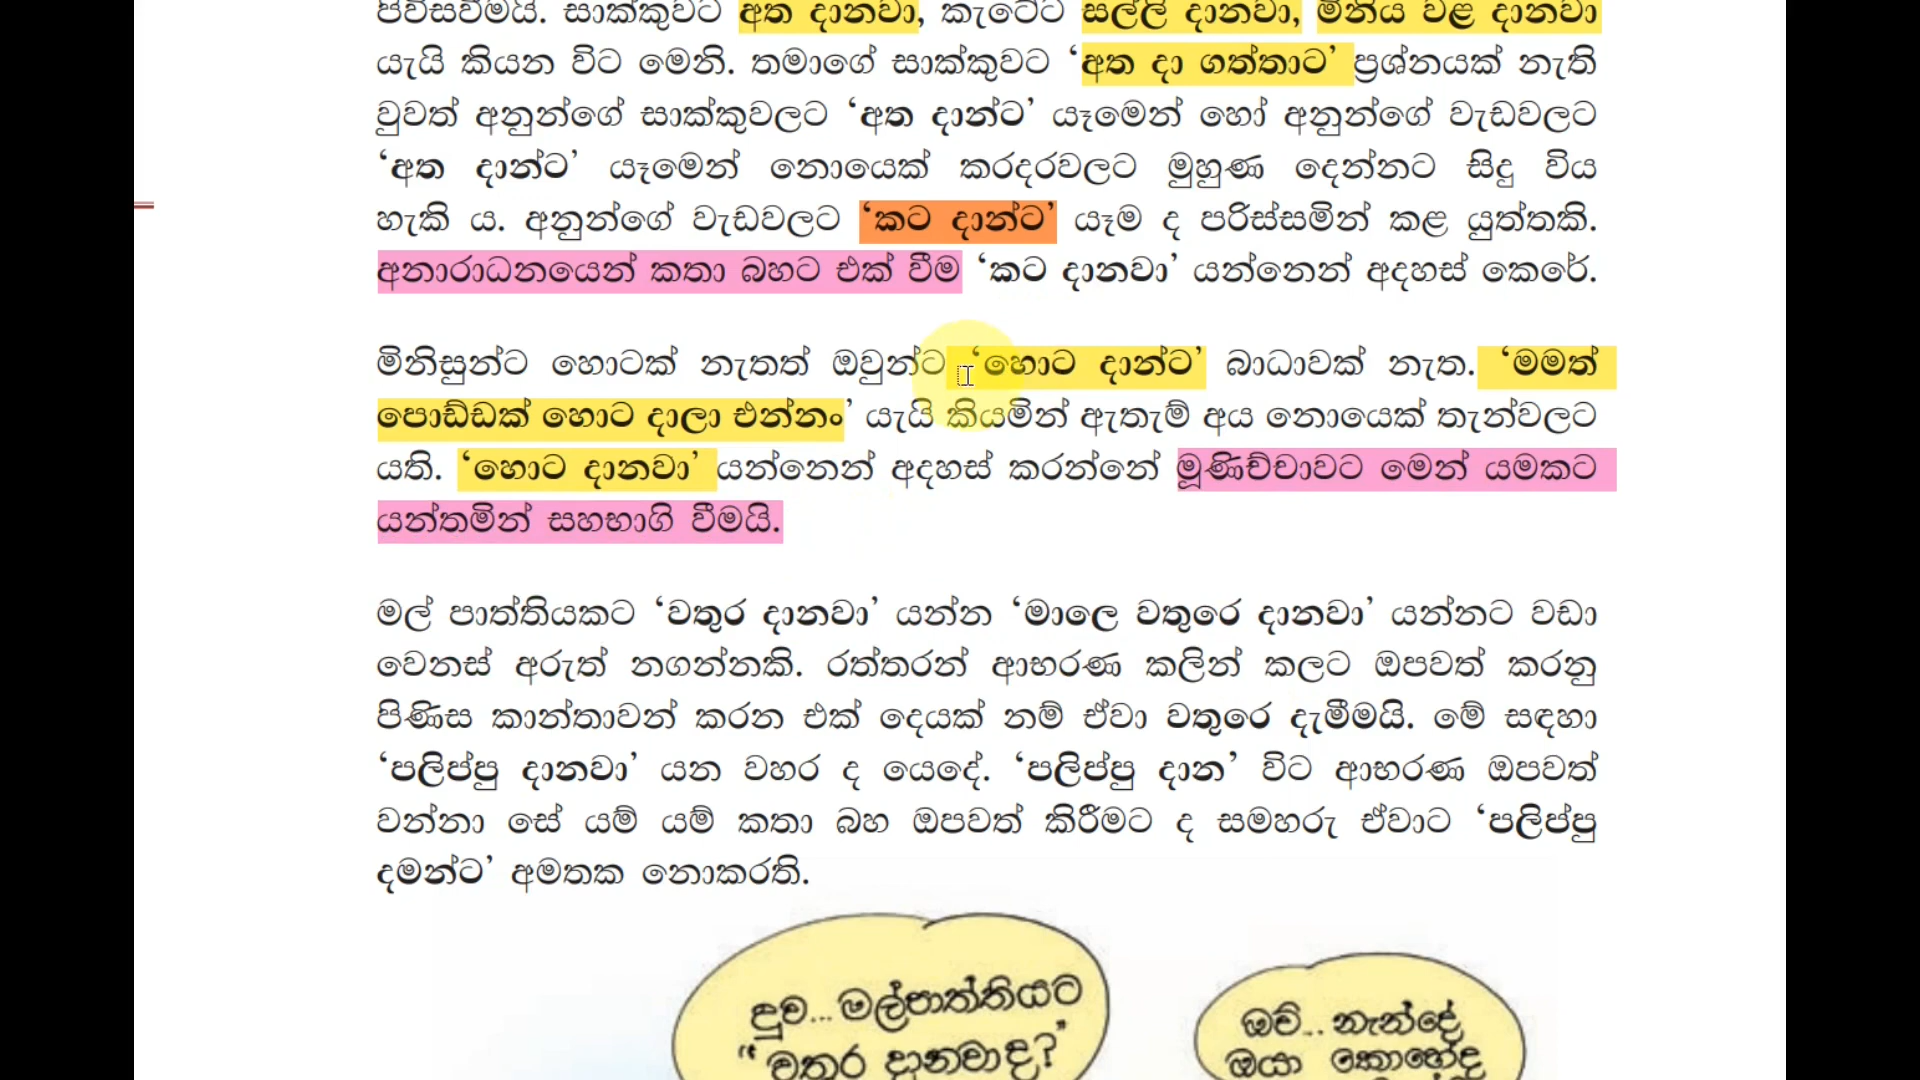 පිවිසවීමයි. සාක්කුවට අත දානවා, කැටේට සල්ලි දානවා, මිනිය වළ දානවා
යැයි කියන විට මෙනි. තමාගේ සාක්කුවට ‘අත දා ගත්තාට’ ප්‍රශ්නයක් නැති
වුවත් අනුන්ගේ සාක්කුවලට ‘අත දාන්ට’ යෑමෙන් හෝ අනුන්ගේ වැඩවලට
‘අත දාන්ට’ යෑමෙන් නොයෙක් කරදරවලට මුහුණ දෙන්නට සිදු විය
හැකි ය. අනුන්ගේ වැඩවලට ‘කට දාන්ට’ යෑම ද පරිස්සමින් කළ යුත්තකි.
අනාරාධනයෙන් කතා බහට එක් වීම ‘කට දානවා’ යන්නෙන් අදහස් කෙරේ.
මිනිසුන්ට හොටක් නැතත් ඔවුන්ට ‘හොට දාන්ට’ බාධාවක් නැත. ‘මමත්
පොඩ්ඩක් හොට දාලා එන්නං’ යැයි කියමින් ඇතැම් අය නොයෙක් තැන්වලට
යති. ‘හොට දානවා’ යන්නෙන් අදහස් කරන්නේ මූණිච්චාවට මෙන් යමකට
යන්තමින් සහභාගි වීමයි.
මල් පාත්තියකට ‘වතුර දානවා’ යන්න ‘මාලෙ වතුරෙ දානවා’ යන්නට වඩා
වෙනස් අරුත් නගන්නකි. රත්තරන් ආභරණ කලින් කලට ඔපවත් කරනු
පිණිස කාන්තාවන් කරන එක් දෙයක් නම් ඒවා වතුරෙ දැමීමයි. මේ සඳහා
‘පලිප්පු දානවා’ යන වහර ද යෙදේ. ‘පලිප්පු දාන’ විට ආභරණ ඔපවත්
වන්නා සේ යම් යම් කතා බහ ඔපවත් කිරීමට ද සමහරු ඒවාට ‘පලිප්පු
දමන්ට’ අමතක නොකරති.
දූව... මල්පාත්තියට
“වතුර දානවාද?”
ඔව්... නැන්දේ
ඔයා කොහේද